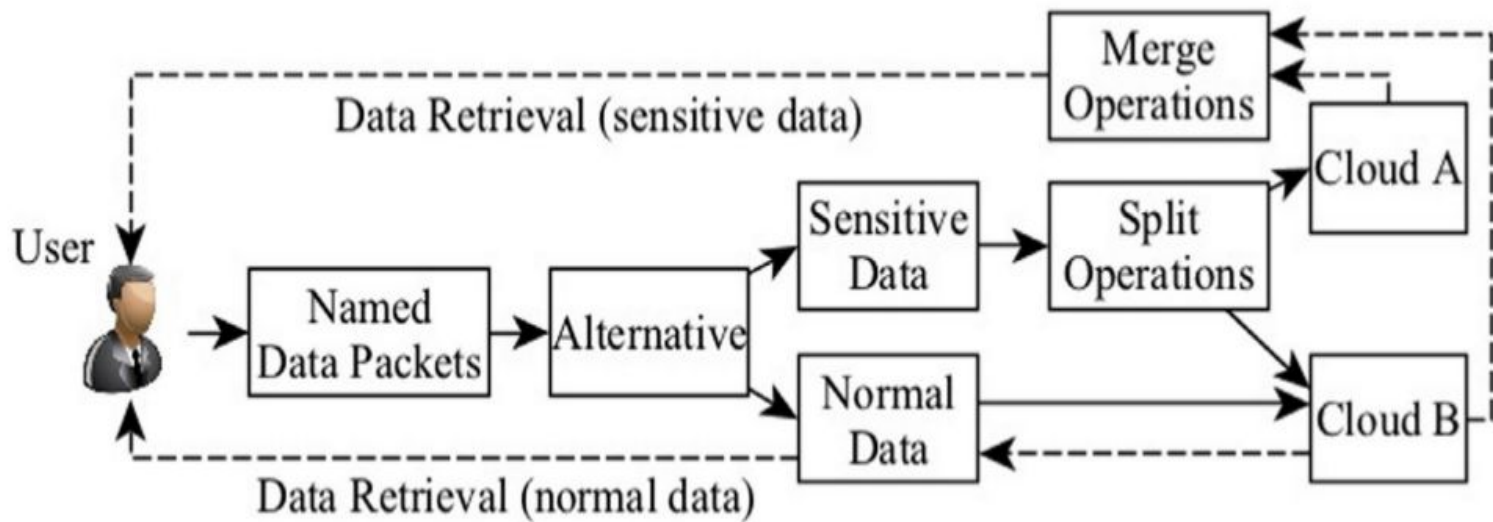 Merge
Operations
Data Retrieval (sensitive data)
Cloud A
User
Named
Data Packets
Alternative
Sensitive
Data
Split
Operations
Normal
Data
Cloud B
Data Retrieval (normal data)